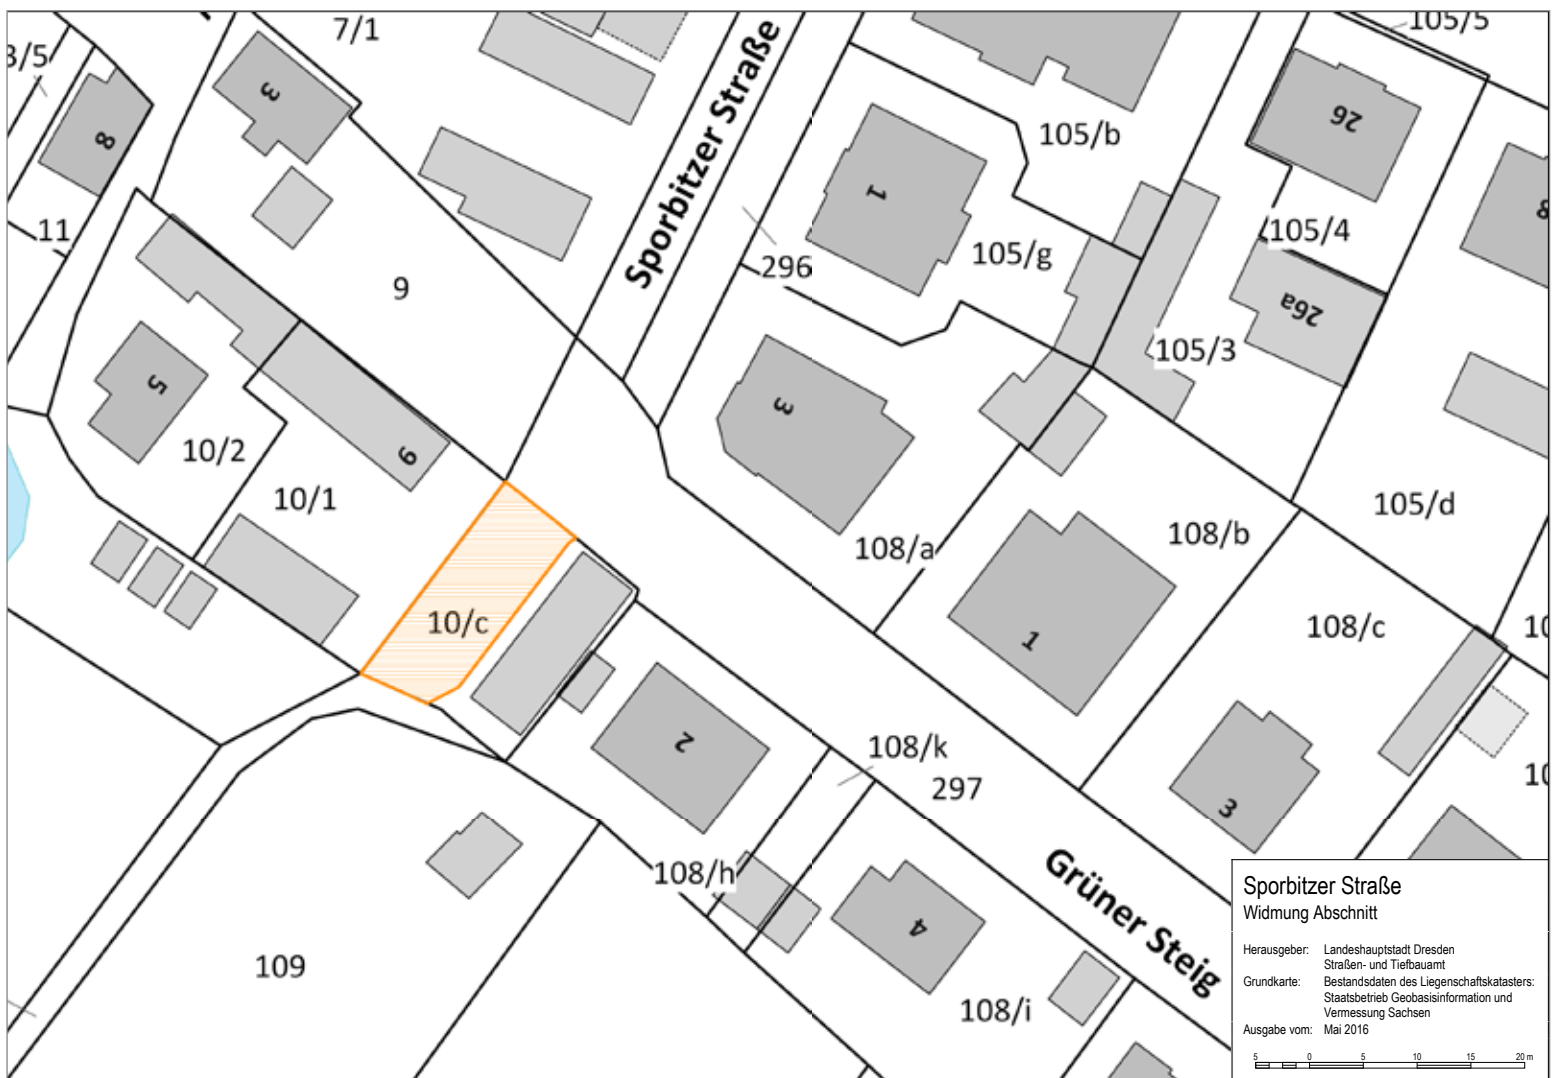 7/1
105/5
3/5
3
26
8
105/b
Sporbitzer Straße
1
8
11
105/4
105/g
296
9
26a
105/3
5
3
10/2
9
10/1
105/d
108/a
108/b
10/c
108/c
10
1
2
108/k
10
297
3
108/h
Grüner Steig
4
109
108/i
Sporbitzer Straße
Widmung Abschnitt
Herausgeber: Landeshauptstadt Dresden
Straßen- und Tiefbauamt
Grundkarte: Bestandsdaten des Liegenschaftskatasters:
Staatsbetrieb Geobasisinformation und
Vermessung Sachsen
Ausgabe vom: Mai 2016
5 0 5 10 15 20 m